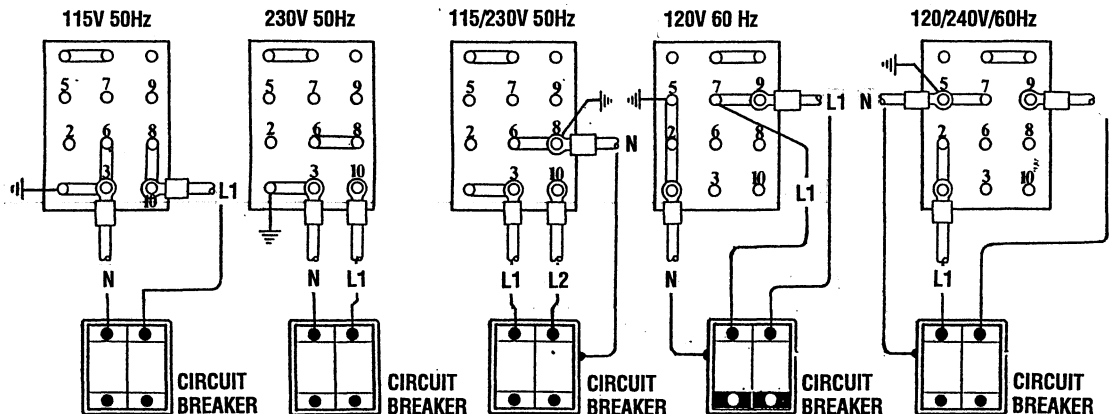 115V 50Hz 230V 50Hz 115/230V 50Hz 120V 60 Hz 120/240V/60Hz
5 7 9 5 7 9 5 7 9 5 7 9 5 7 9
2 6 8 2 6 8 2 6 8 2 6 8 2 6 8
3 10 3 10 3 10 3 10 3 10
L1 N L1 N
L1
N N L1 L1 L2 N L1
CIRCUIT CIRCUIT CIRCUIT CIRCUIT CIRCUIT
BREAKER BREAKER BREAKER BREAKER BREAKER